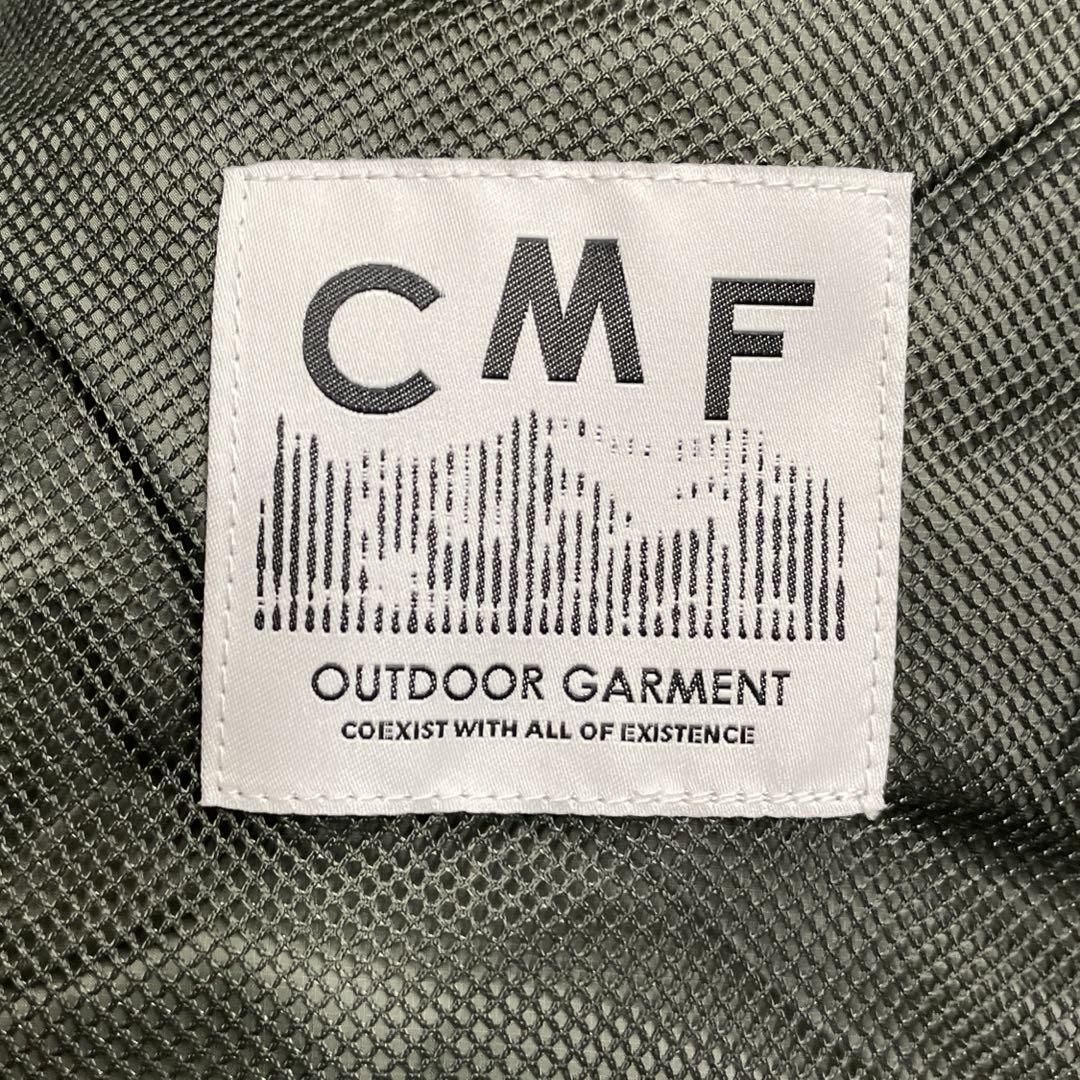 CMF
OUTDOOR GARMENT
COEXIST WITH ALL OF EXISTENCE